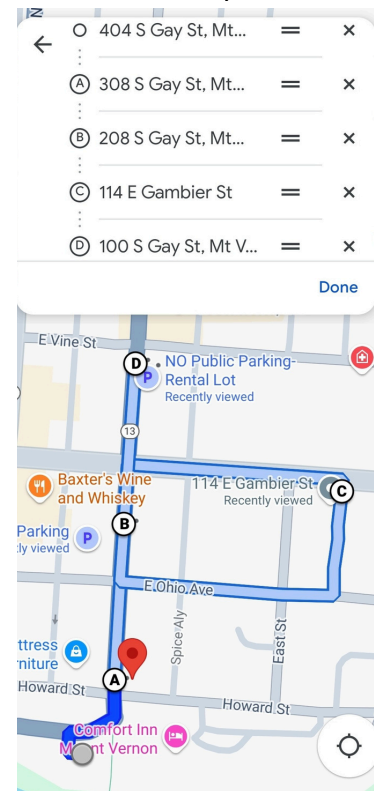 404 S Gay St, Mt...
A 308 S Gay St, Mt...
B 208 S Gay St, Mt...
C 114 E Gambier St
D 100 S Gay St, Mt V...
Done
E Vine St
D
P
NO Public Parking-
Rental Lot
Recently viewed
13
Baxter's Wine
and Whiskey
114 E Gambier St
Recently viewed
C
B
Parking
ly viewed
P
E Ohio Ave
Spice Aly
East St
ttress
rniture
A
Howard St
Howard St
Comfort Inn
Mount Vernon